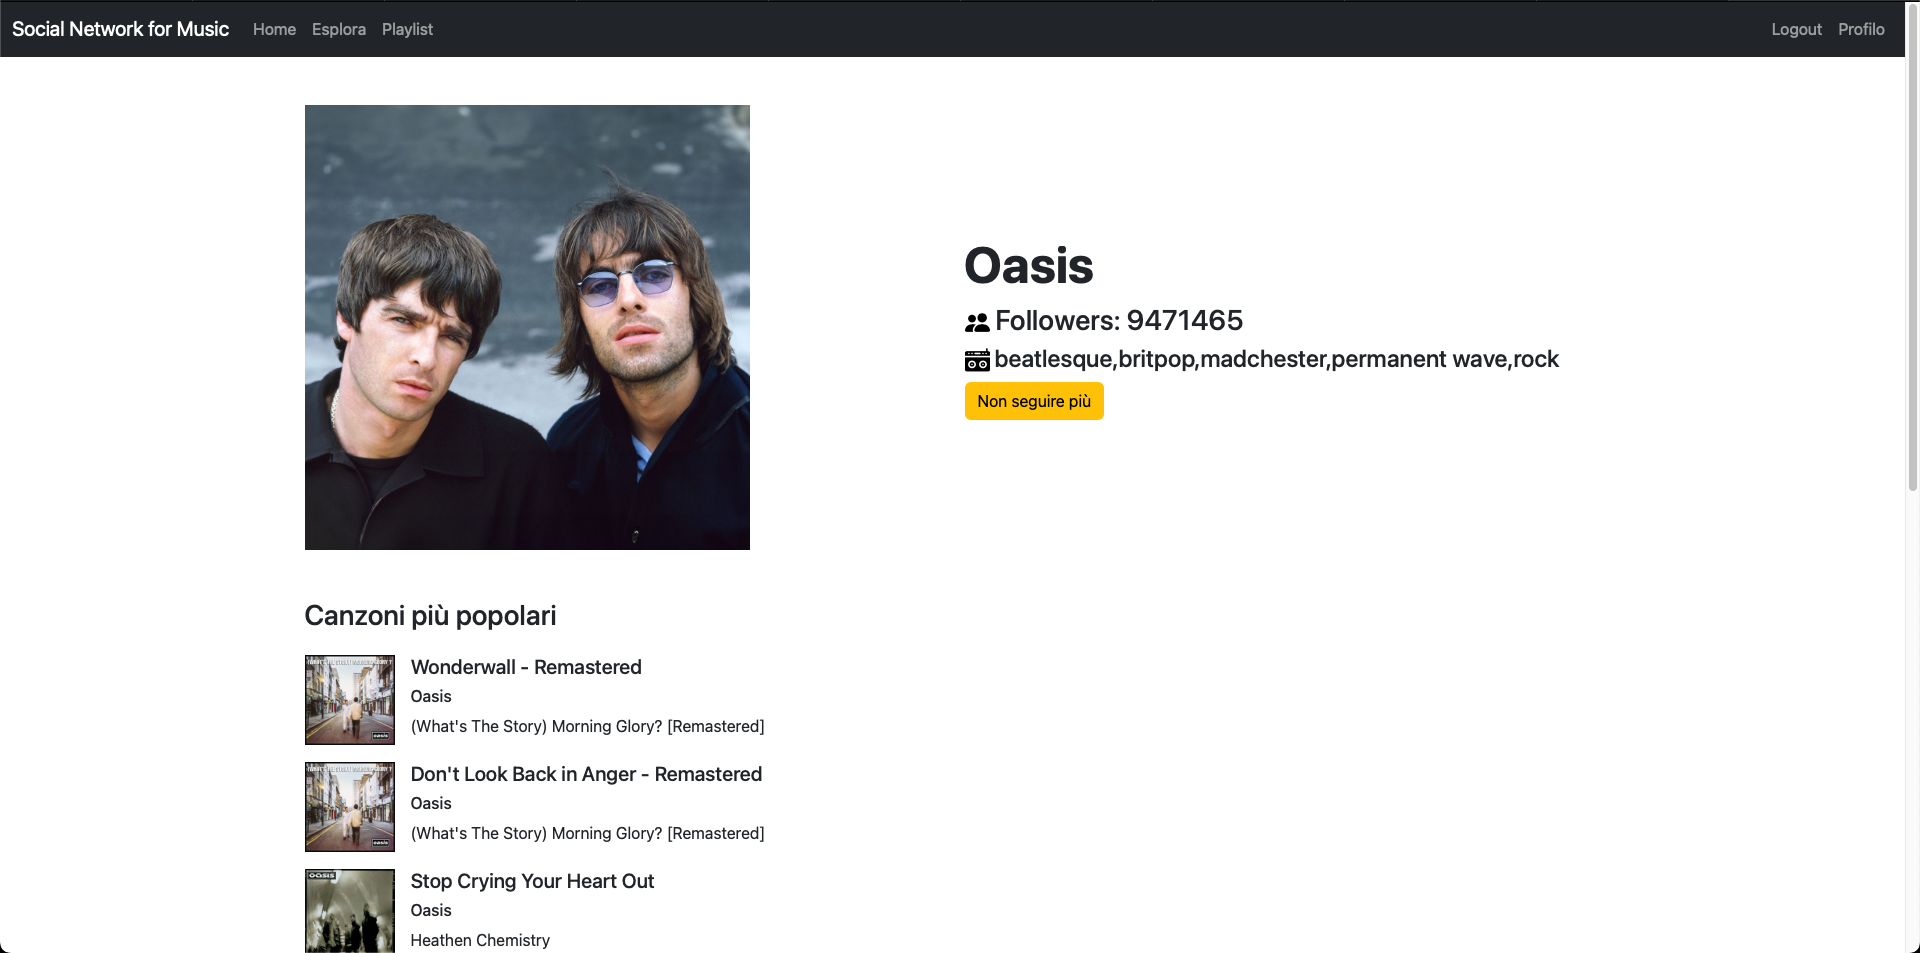 Social Network for Music Home Esplora Playlist Logout Profilo
Oasis
Followers: 9471465
beatlesque,britpop,madchester,permanent wave,rock
Non seguire più
Canzoni più popolari
Wonderwall - Remastered
Oasis
(What's The Story) Morning Glory? [Remastered]
Don't Look Back in Anger - Remastered
Oasis
(What's The Story) Morning Glory? [Remastered]
oasis
Stop Crying Your Heart Out
Oasis
Heathen Chemistry